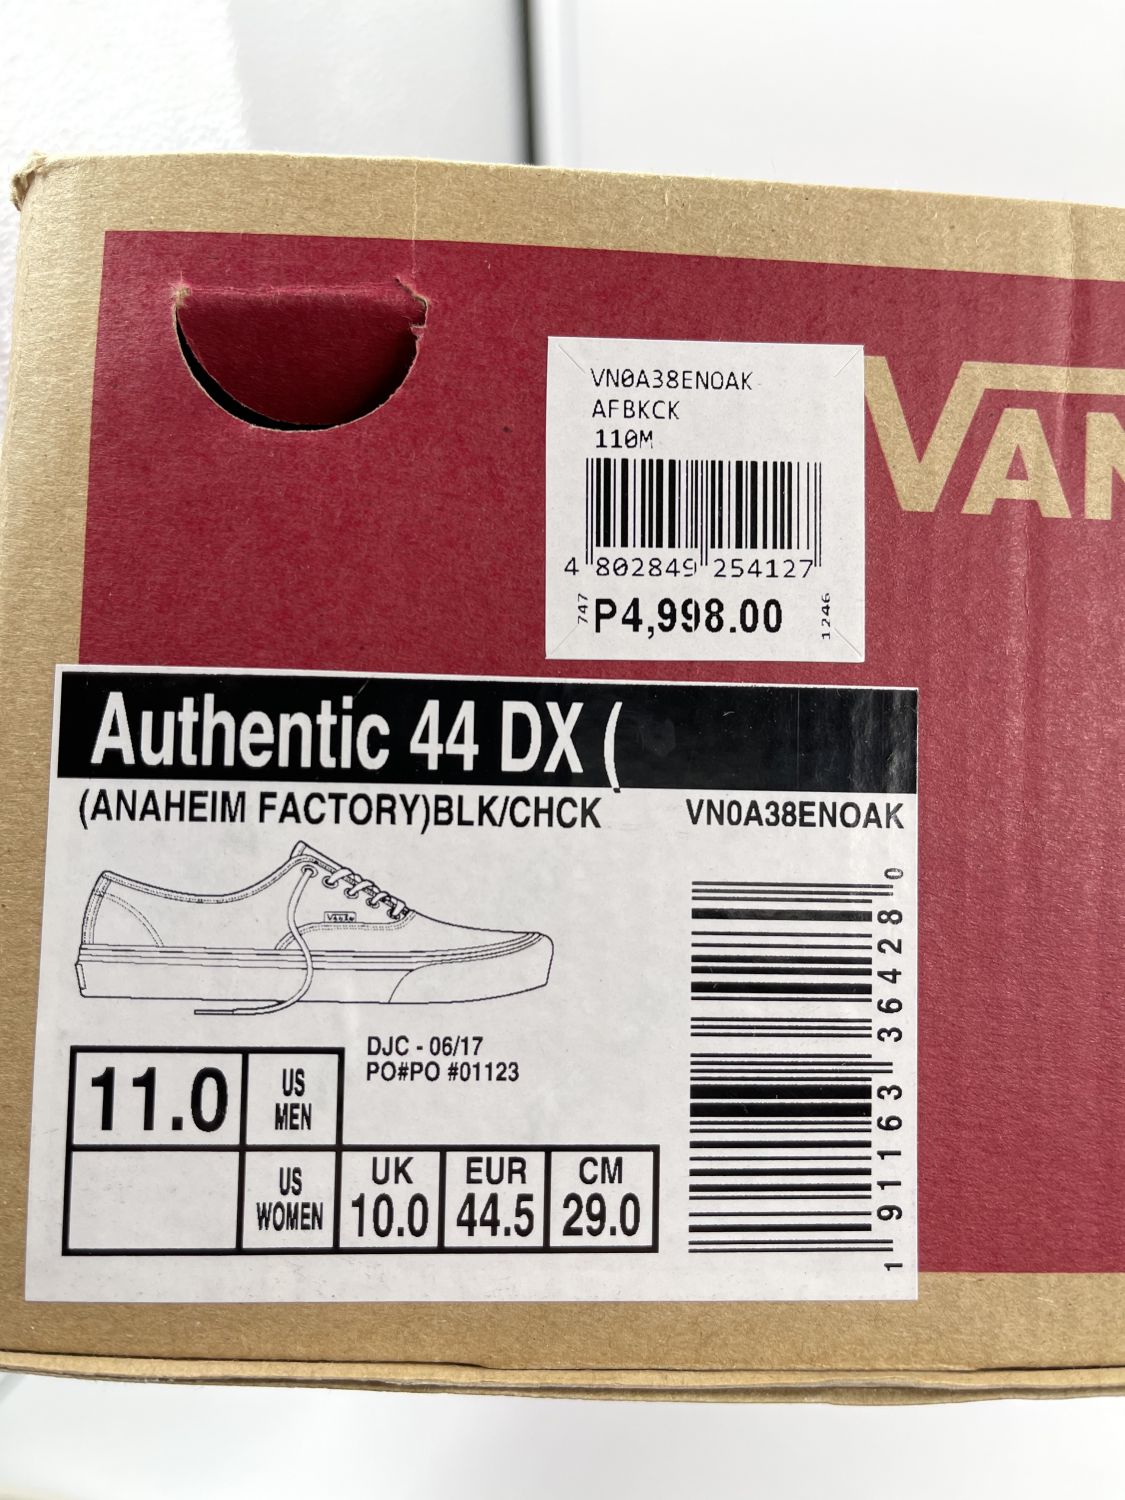 VN0A38ENOAK
AFBKCK
110M
4 802849 254127
747
P4,998.00
1246
VAN
Authentic 44 DX (
(ANAHEIM FACTORY)BLK/CHCK
VN0A38ENOAK
Vans
DJC - 06/17
PO#PO #01123
11.0
US MEN
US WOMEN
UK
10.0
EUR
44.5
CM
29.0
1 91163 36428 0